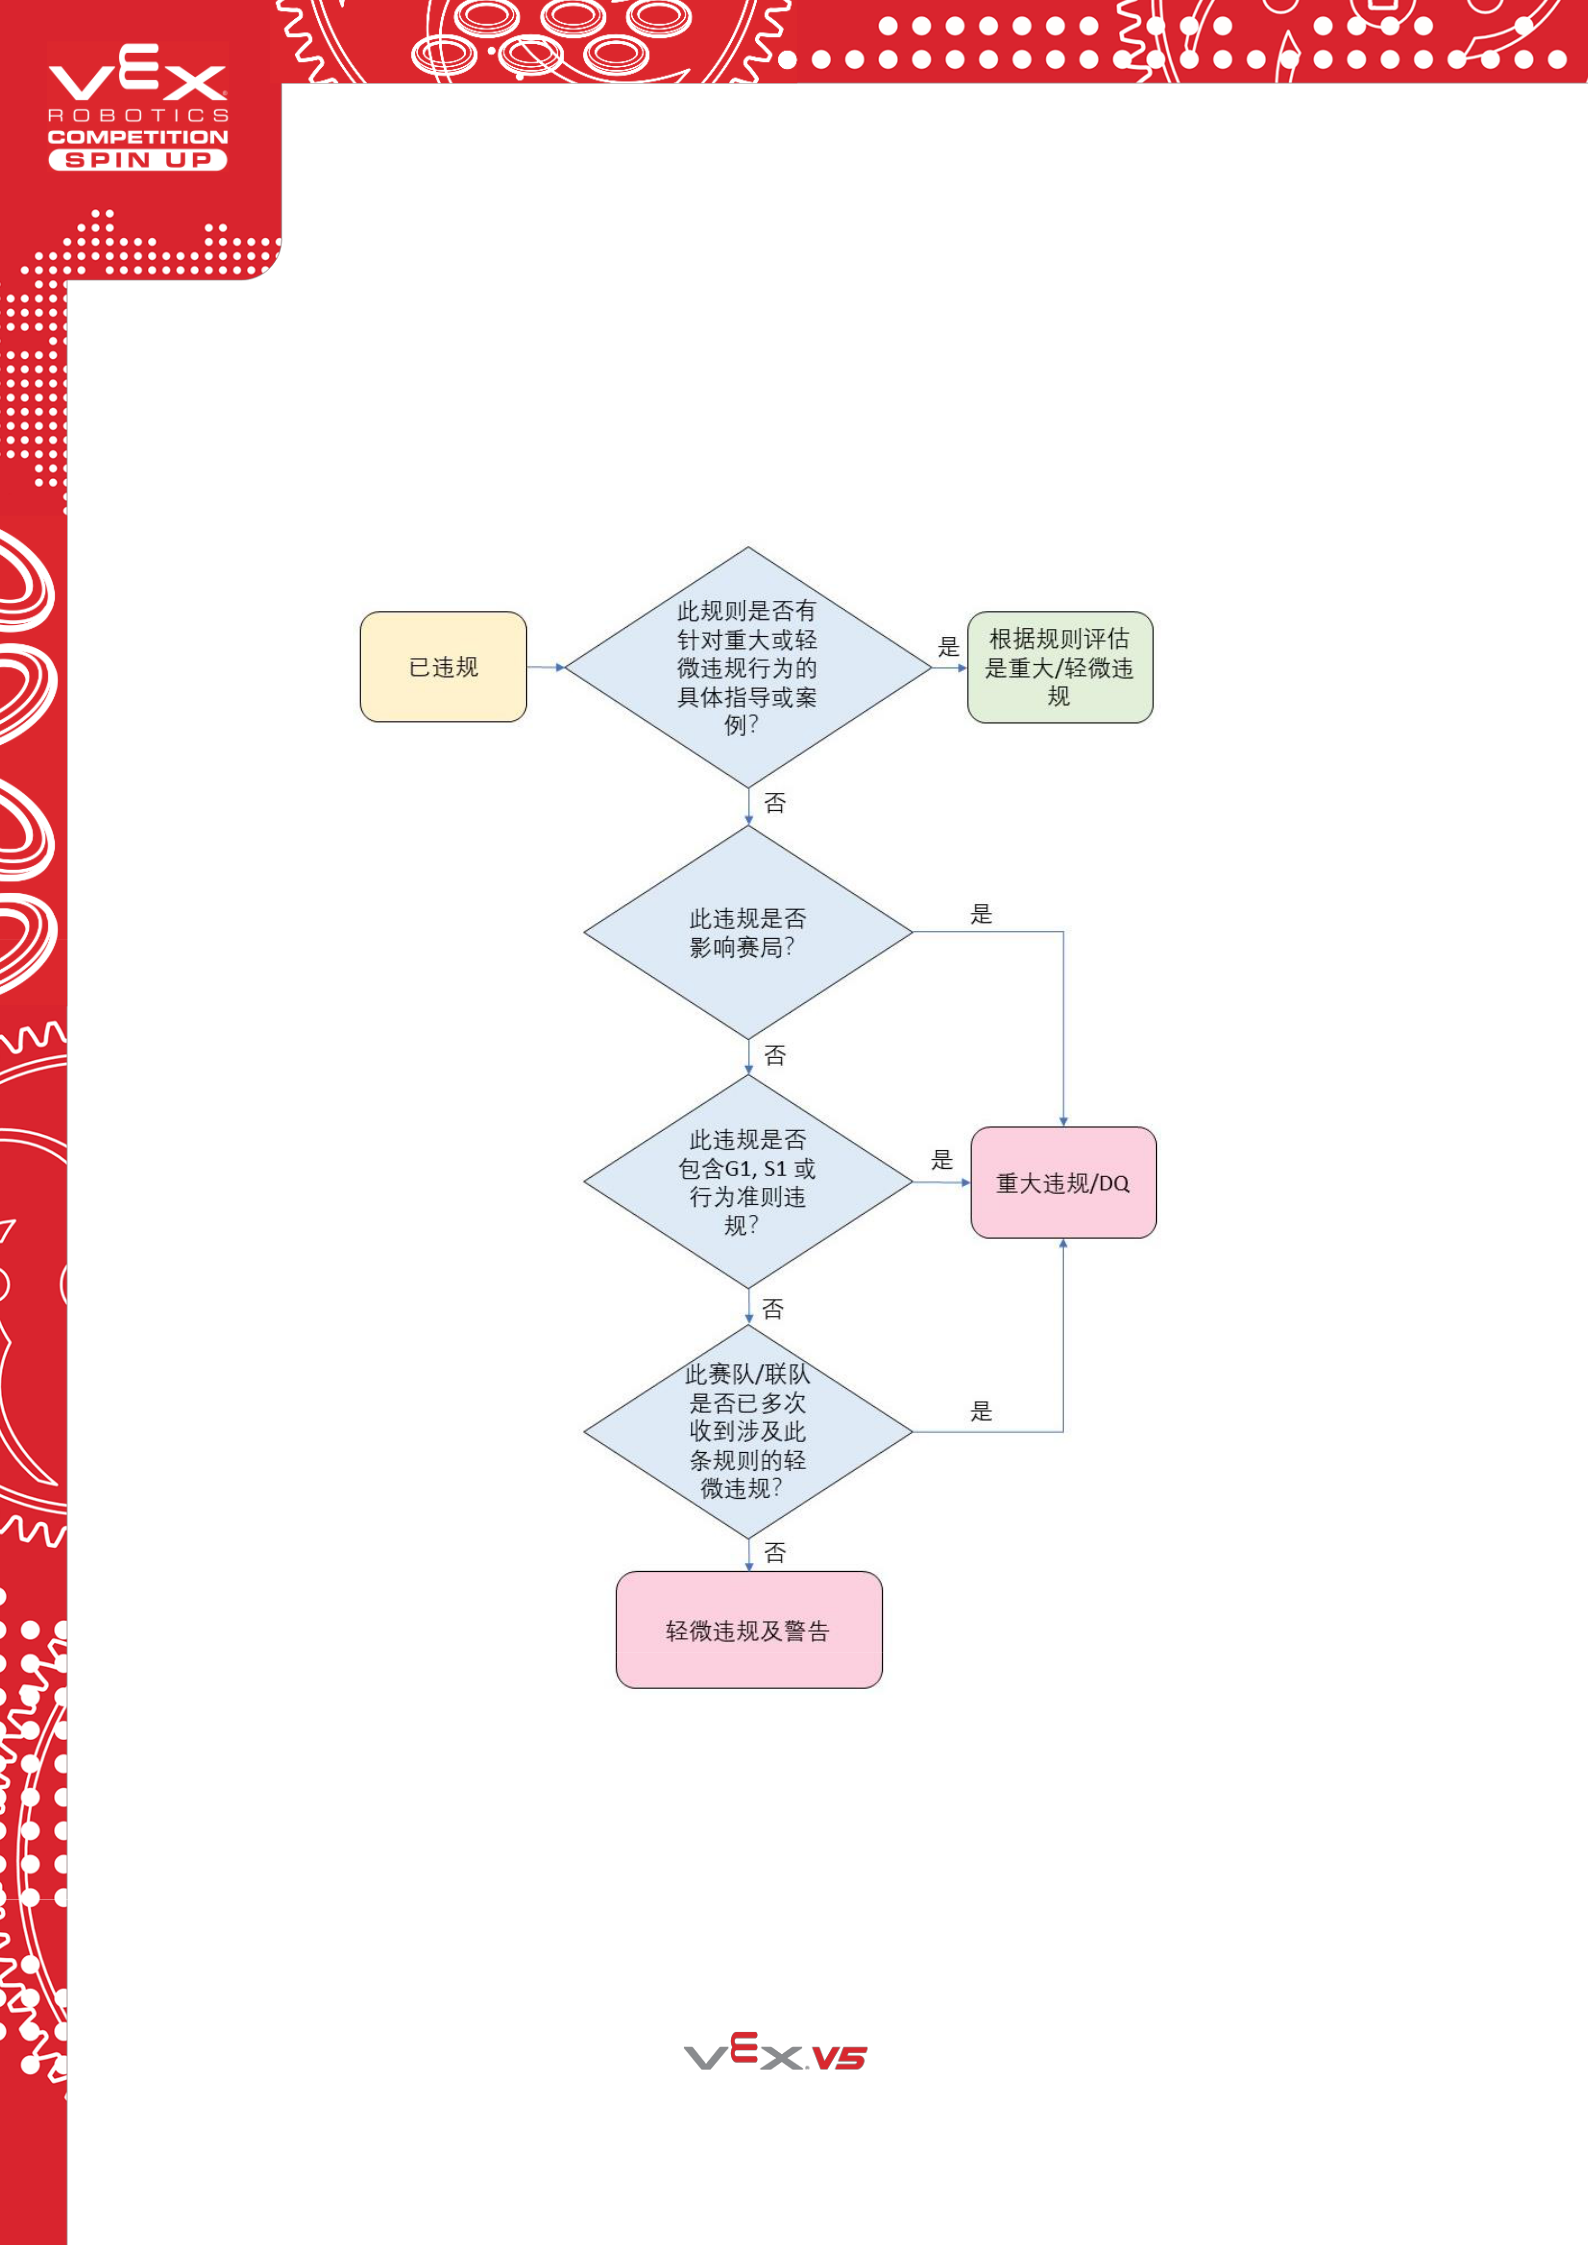 VEX
ROBOTICS
COMPETITION
SPIN UP
已违规
此规则是否有
针对重大或轻
微违规行为的
具体指导或案
例?
是
根据规则评估
是重大/轻微违
规
否
此违规是否
影响赛局?
是
否
此违规是否
包含G1, S1 或
行为准则违
规?
是
重大违规/DQ
否
此赛队/联队
是否已多次
收到涉及此
条规则的轻
微违规?
是
否
轻微违规及警告
VEX V5